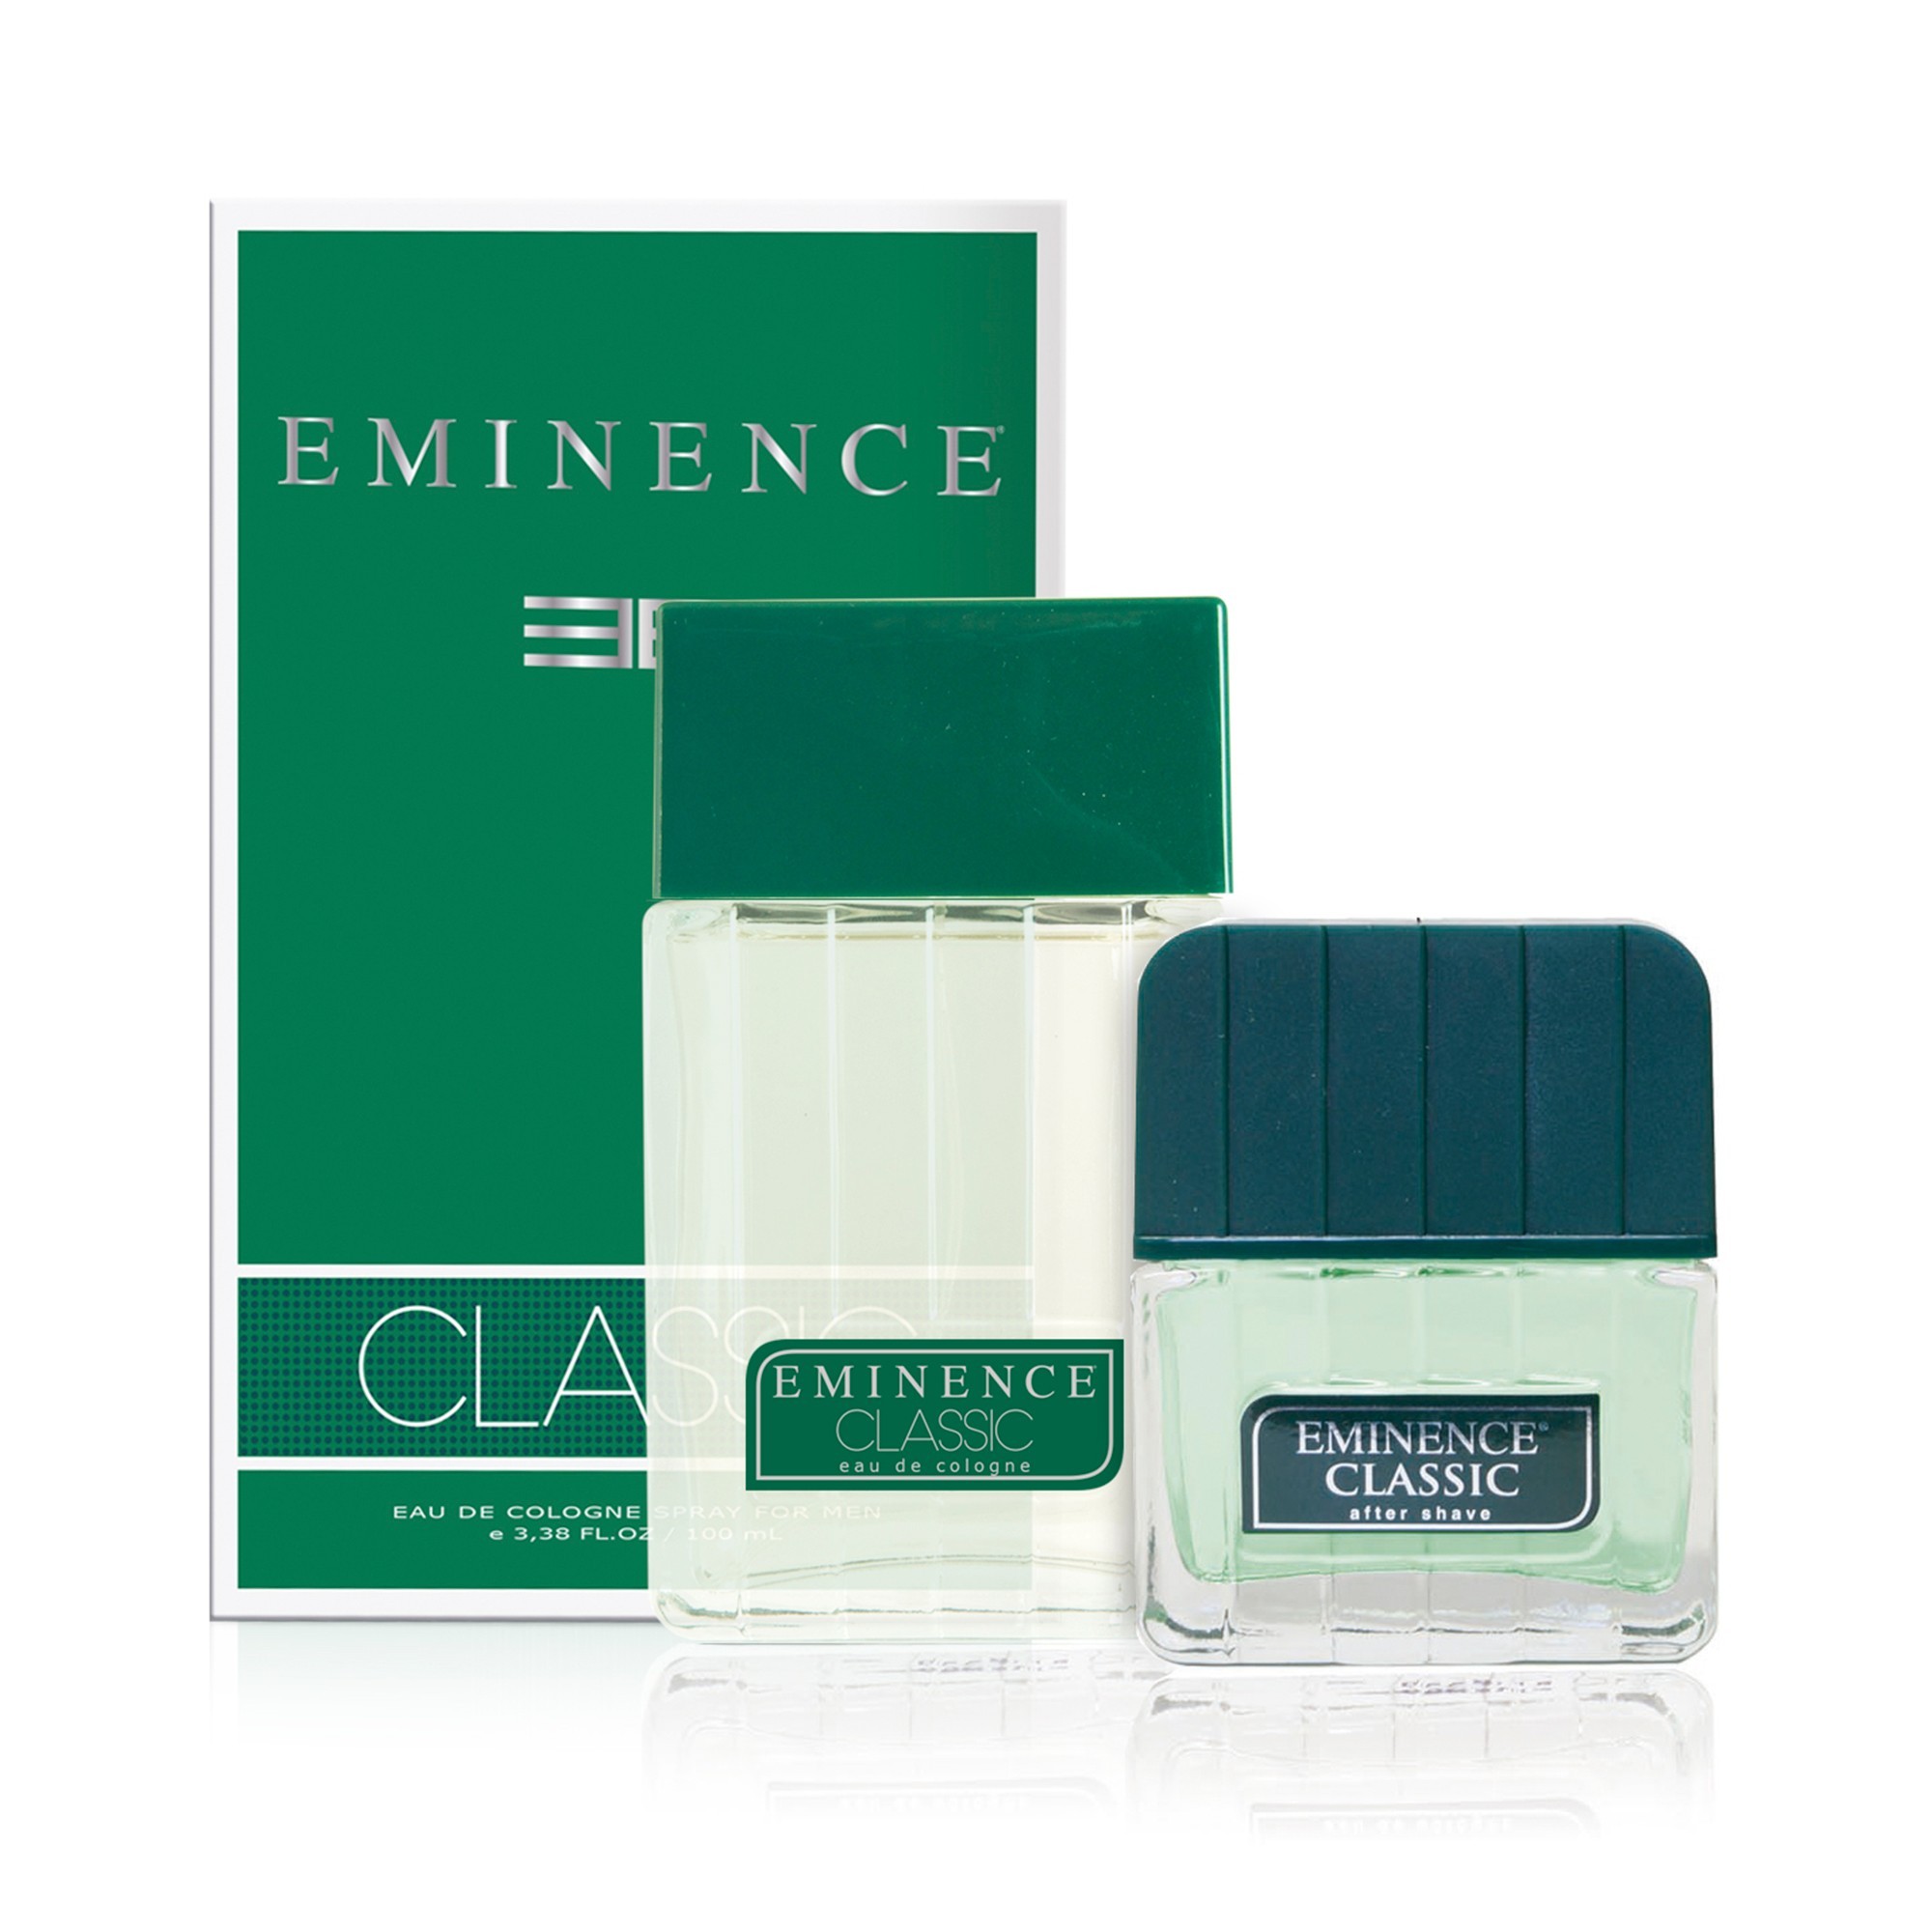 EMINENCE®
CLASSIC
EAU DE COLOGNE SPRAY FOR MEN
e 3,38 FL.OZ / 100 mL
EMINENCE®
CLASSIC
eau de cologne
EMINENCE®
CLASSIC
after shave